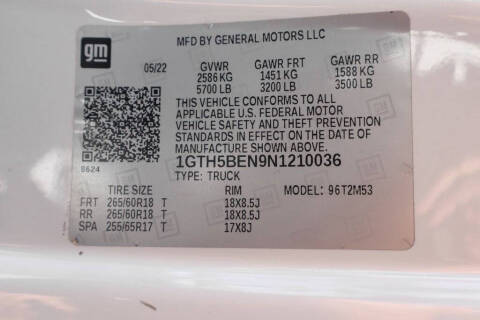 gm
MFD BY GENERAL MOTORS LLC
05/22 GVWR GAWR FRT GAWR RR
2586 KG 1451 KG 1588 KG
5700 LB 3200 LB 3500 LB
THIS VEHICLE CONFORMS TO ALL
APPLICABLE U.S. FEDERAL MOTOR
VEHICLE SAFETY AND BUMPER
STANDARDS IN EFFECT ON THE DATE OF
MANUFACTURE SHOWN ABOVE.
8624 1GTH5BEN9N1210036
TYPE: TRUCK
TIRE SIZE RIM MODEL: 96T2M53
FRT 265/60R18 T 18X8.5J
RR 265/60R18 T 18X8.5J
SPA 255/65R17 T 17X8J